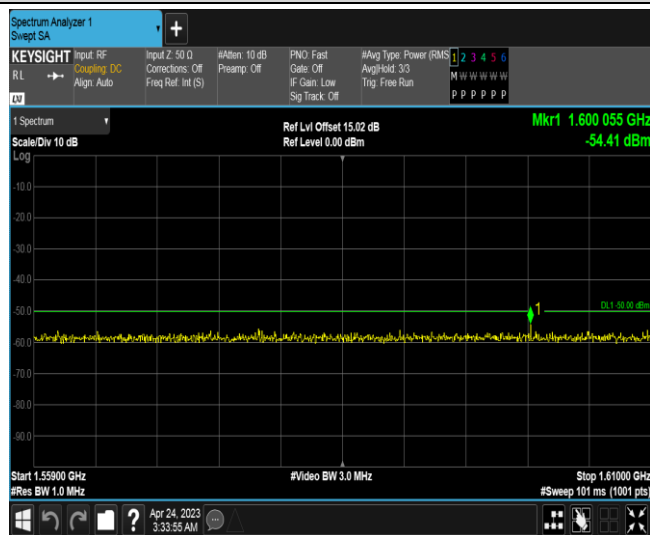 Spectrum Analyzer 1
Swept SA
KEYSIGHT
RL
LXI
Input: RF
Coupling: DC
Align: Auto
Input Z: 50 Ω
Corrections: Off
Freq Ref: Int (S)
#Atten: 10 dB
Preamp: Off
PNO: Fast
Gate: Off
IF Gain: Low
Sig Track: Off
#Avg Type: Power (RMS
Avg|Hold: 3/3
Trig: Free Run
1 2 3 4 5 6
M W W W W W
P P P P P P
1 Spectrum
Scale/Div 10 dB
Log
Ref Lvl Offset 15.02 dB
Ref Level 0.00 dBm
Mkr1 1.600 055 GHz
-54.41 dBm
-10.0
-20.0
-30.0
-40.0
-50.0
1
DL1 -50.00 dBm
-60.0
-70.0
-80.0
-90.0
Start 1.55900 GHz
#Video BW 3.0 MHz
Stop 1.61000 GHz
#Res BW 1.0 MHz
#Sweep 101 ms (1001 pts)
?
Apr 24, 2023
3:33:55 AM